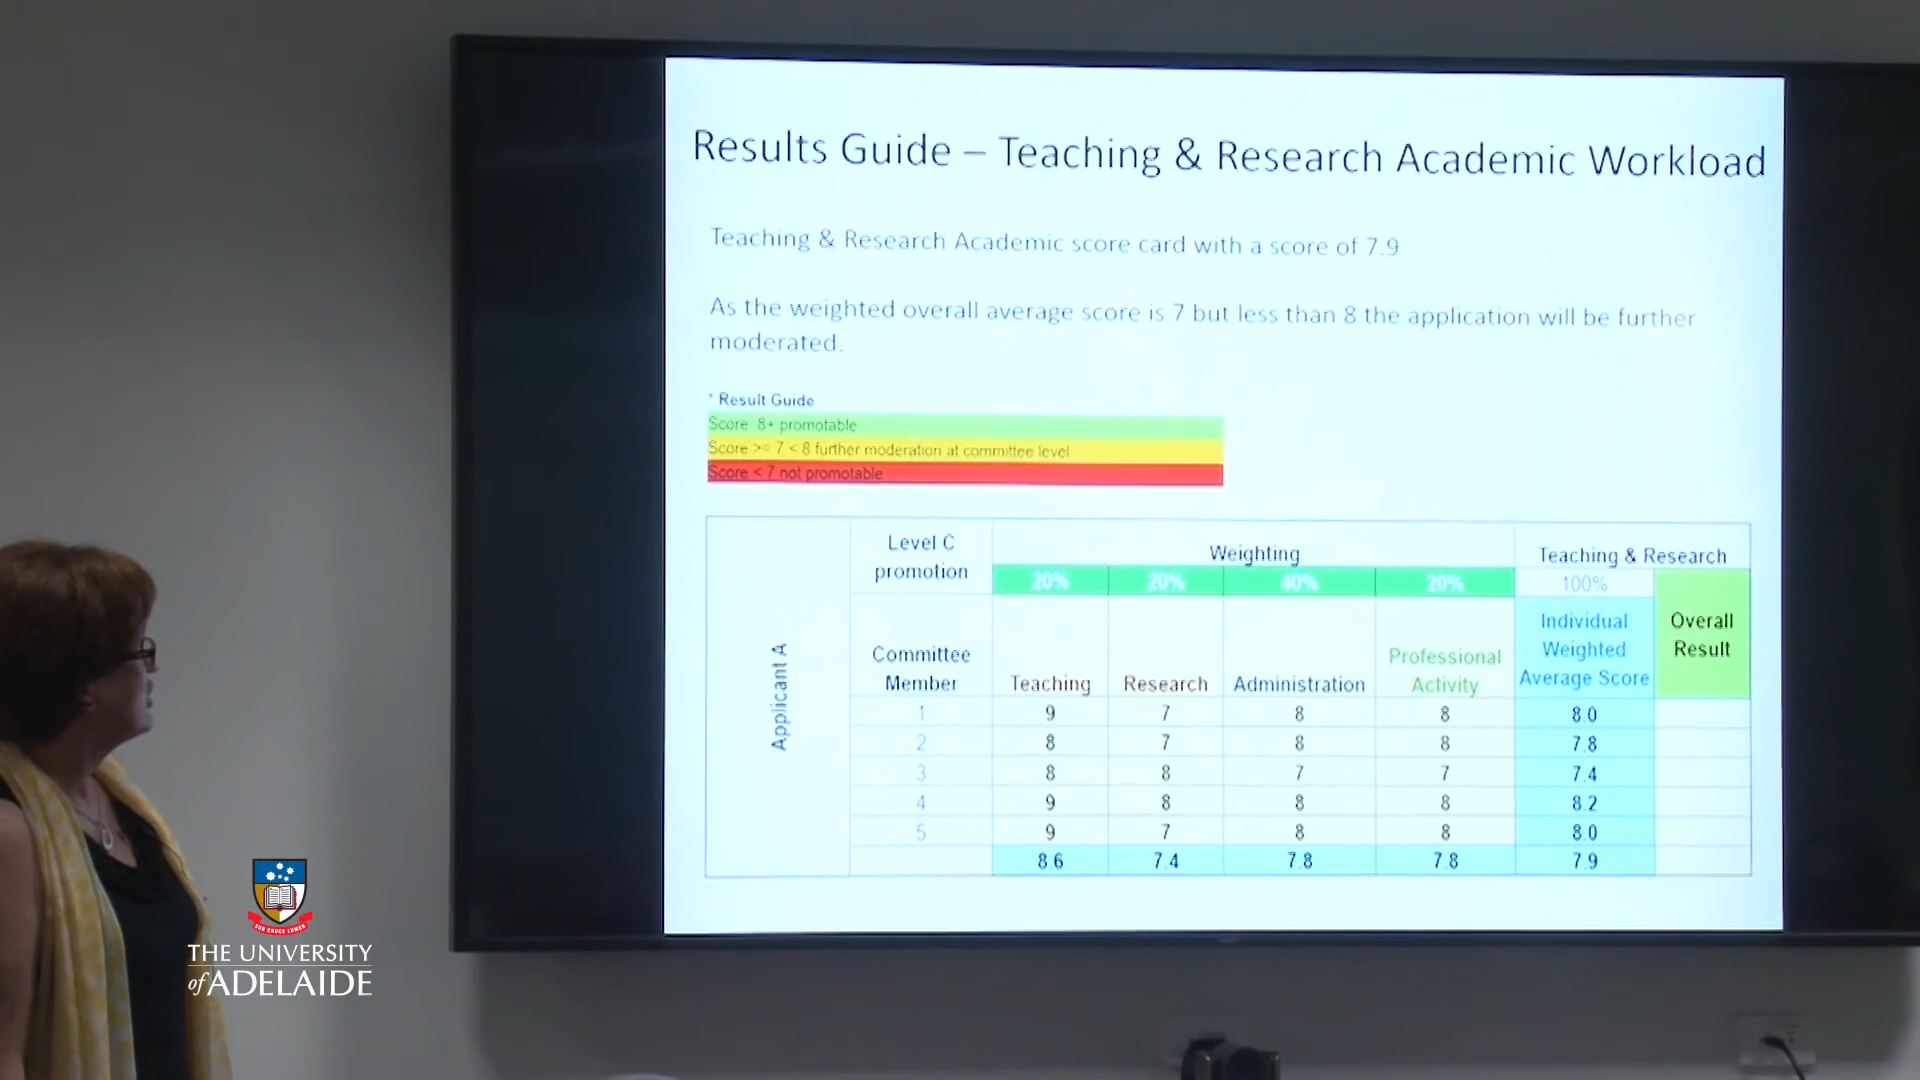 Results Guide – Teaching & Research Academic Workload
Teaching & Research Academic score card with a score of 7.9
As the weighted overall average score is 7 but less than 8 the application will be further
moderated.
* Result Guide
Score 8+ promotable
Score >= 7 < 8 further moderation at committee level
Score < 7 not promotable
Applicant A
Level C
promotion
Weighting
Teaching & Research
20% 20% 40% 20% 100%
Committee
Member
Teaching Research Administration
Professional
Activity
Individual
Weighted
Average Score
Overall
Result
1 9 7 8 8 8.0
2 8 7 8 8 7.8
3 8 8 7 7 7.4
4 9 8 8 8 8.2
5 9 7 8 8 8.0
8.6 7.4 7.8 7.8 7.9
SUB CRUCE LUMEN
THE UNIVERSITY
of ADELAIDE